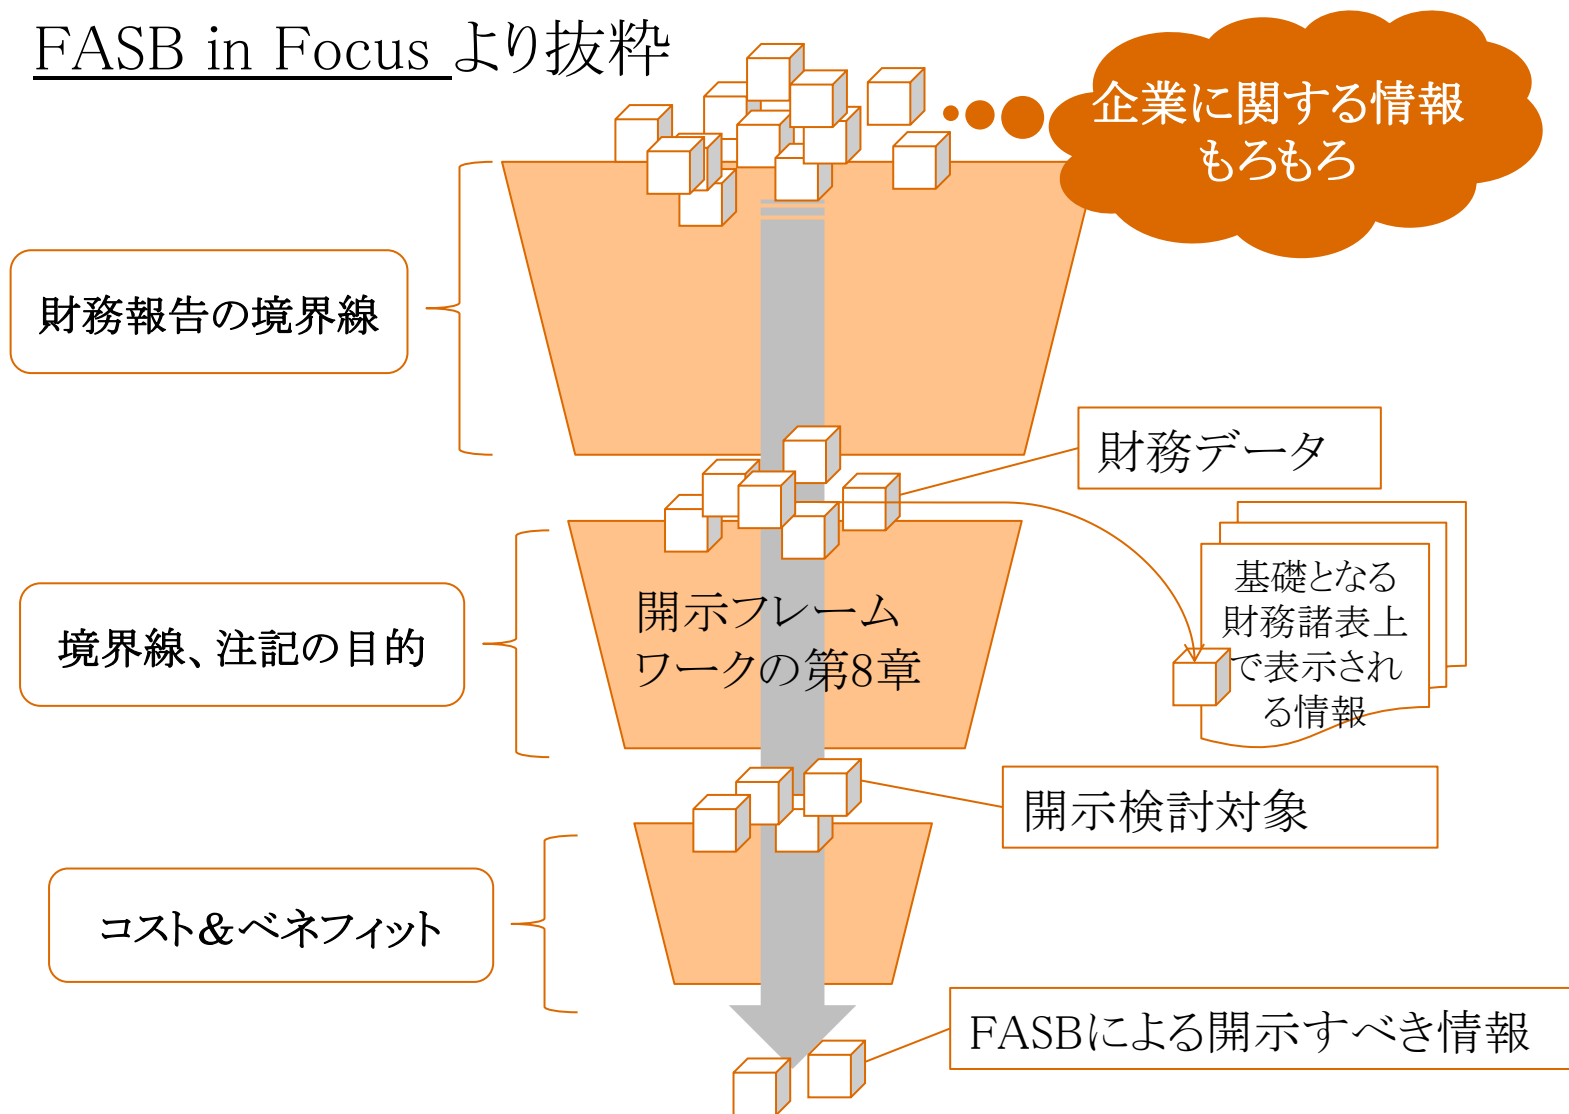 FASB in Focus より抜粋
企業に関する情報
もろもろ
財務報告の境界線
財務データ
基礎となる
財務諸表上
で表示され
る情報
境界線、注記の目的
開示フレーム
ワークの第8章
開示検討対象
コスト&ベネフィット
FASBによる開示すべき情報